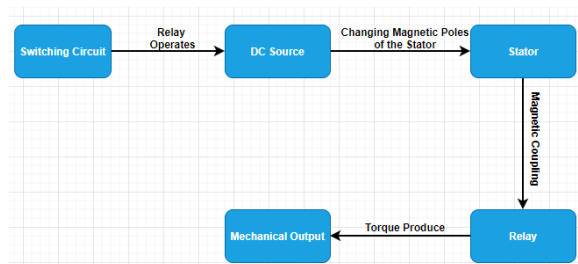 Switching Circuit
Relay
Operates
DC Source
Changing Magnetic Poles
of the Stator
Stator
Magnetic Coupling
Relay
Torque Produce
Mechanical Output